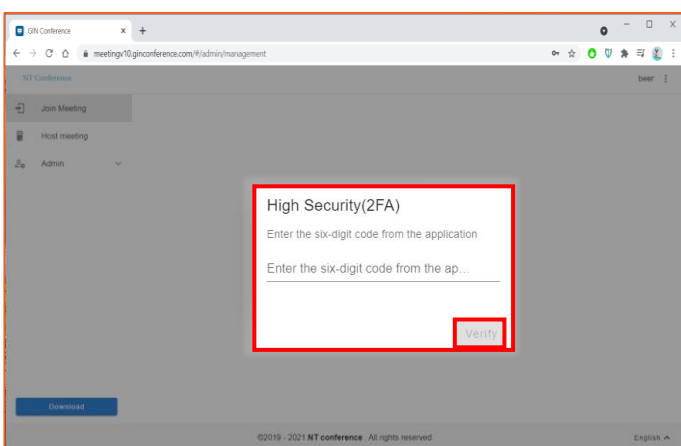 GIN Conference
meetingv10.ginconference.com/#/admin/management
NT Conference
beer
Join Meeting
Host meeting
Admin
High Security(2FA)
Enter the six-digit code from the application
Enter the six-digit code from the ap...
Verify
Download
©2019 - 2021 NT conference. All rights reserved.
English